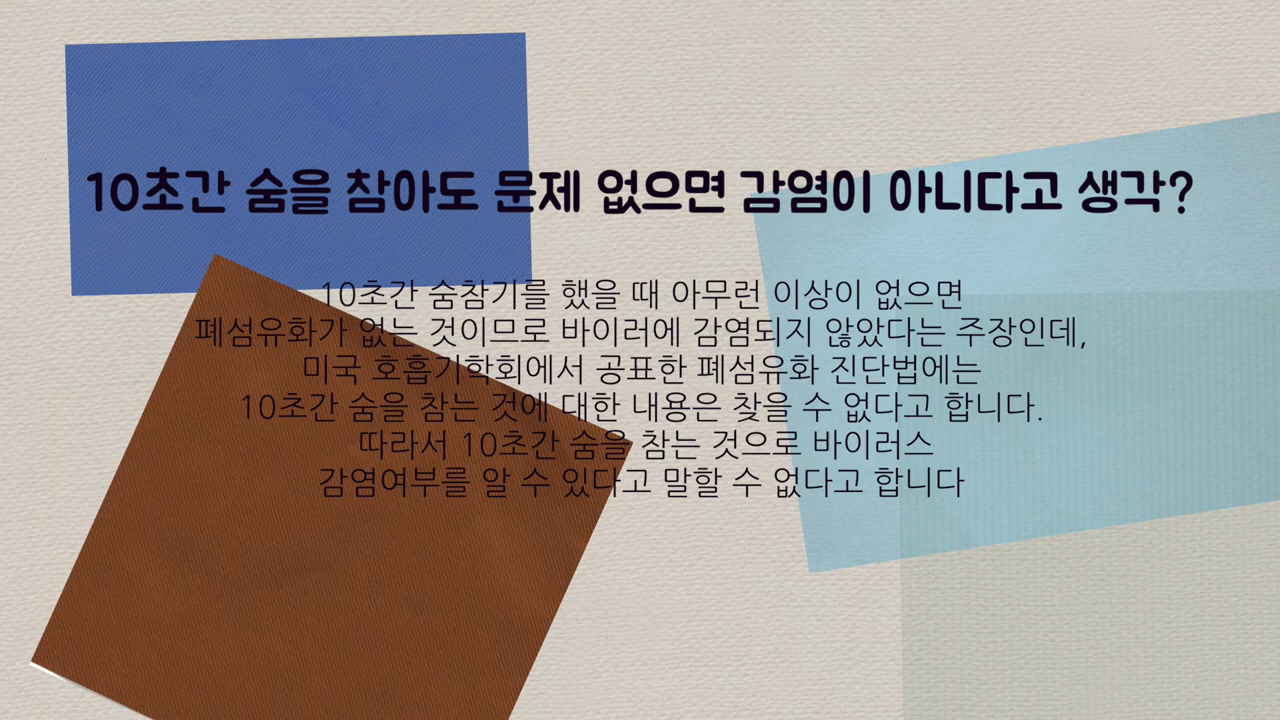 10초간 숨을 참아도 문제 없으면 감염이 아니다고 생각?
10초간 숨참기를 했을 때 아무런 이상이 없으면
폐섬유화가 없는 것이므로 바이러에 감염되지 않았다는 주장인데,
미국 호흡기학회에서 공표한 폐섬유화 진단법에는
10초간 숨을 참는 것에 대한 내용은 찾을 수 없다고 합니다.
따라서 10초간 숨을 참는 것으로 바이러스
감염여부를 알 수 있다고 말할 수 없다고 합니다